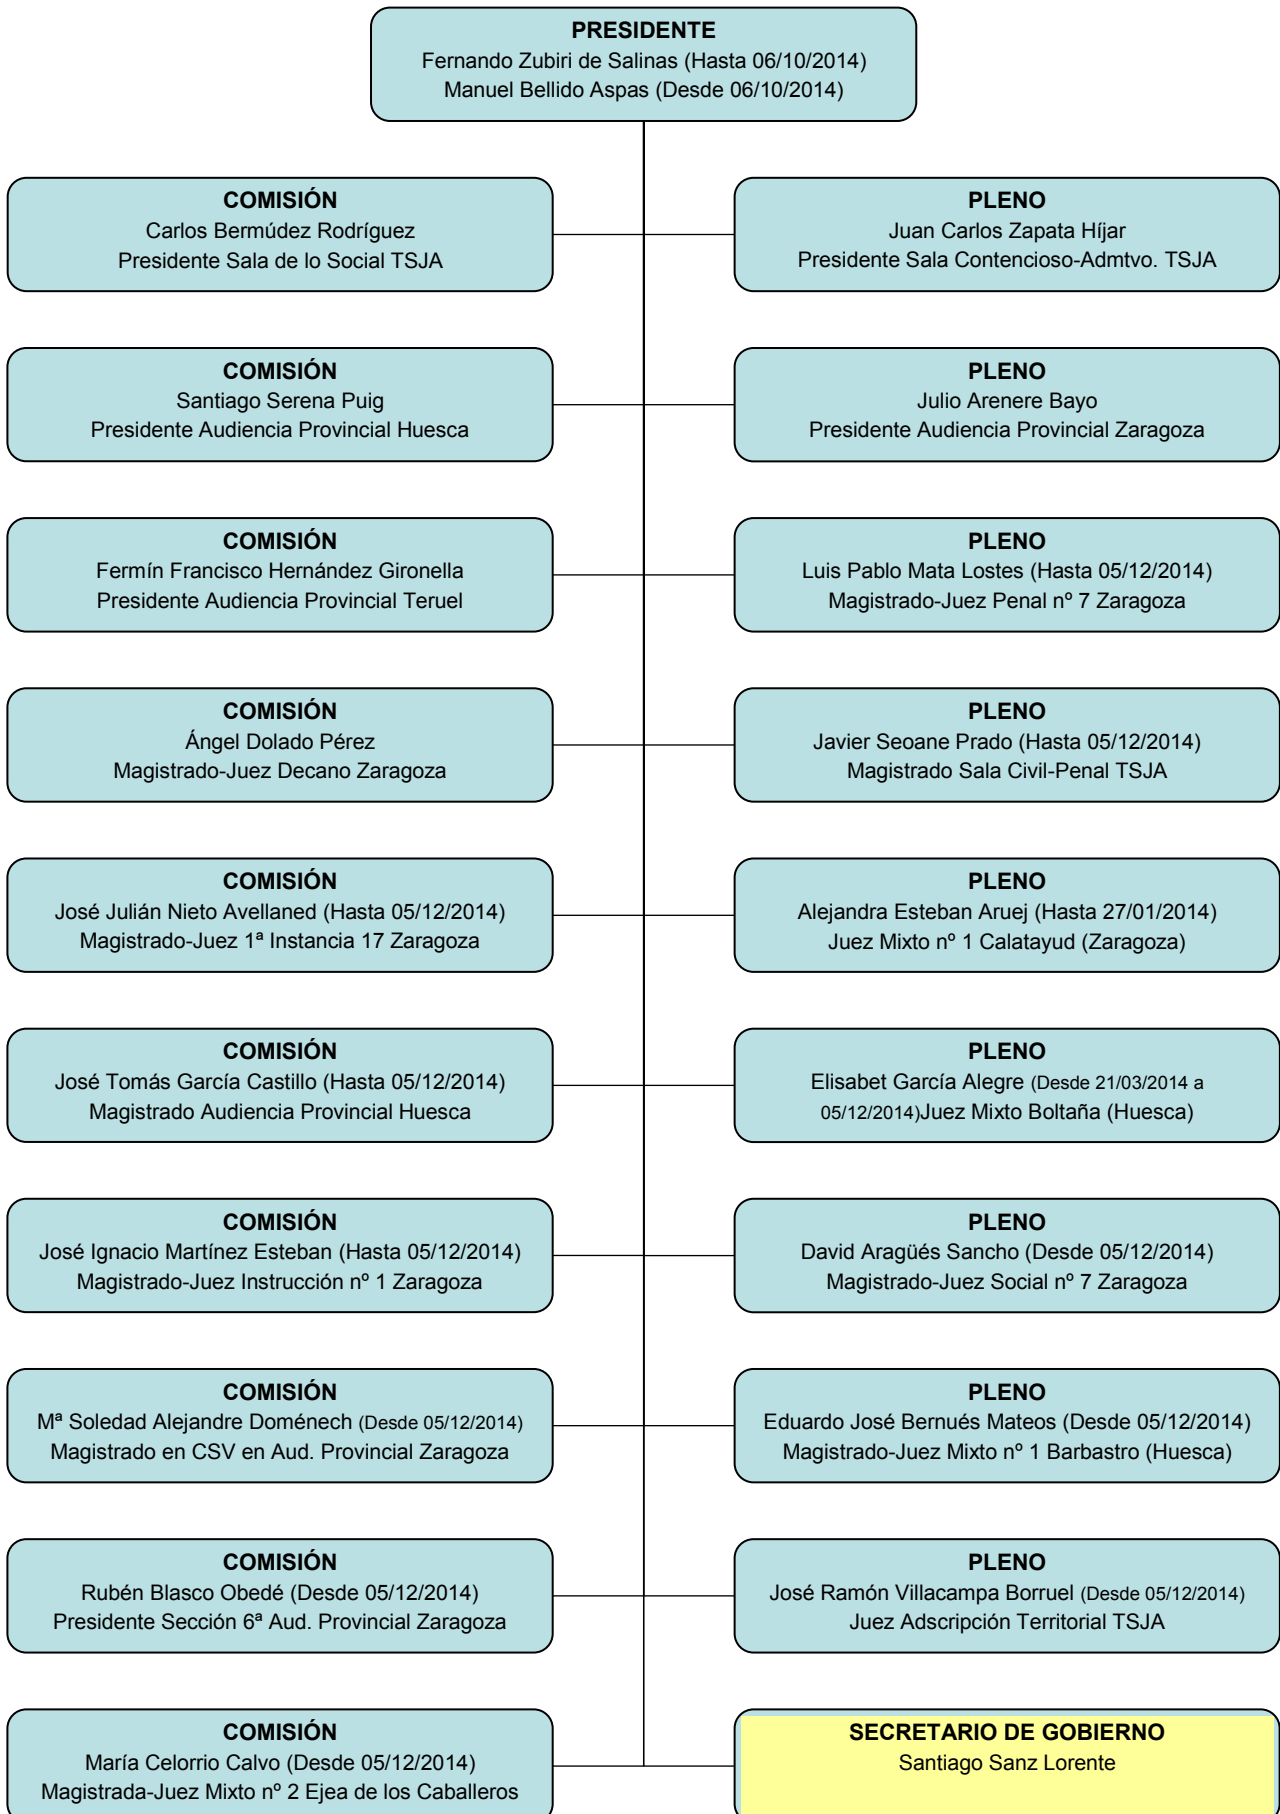 PRESIDENTE
Fernando Zubiri de Salinas (Hasta 06/10/2014)
Manuel Bellido Aspas (Desde 06/10/2014)
COMISIÓN
Carlos Bermúdez Rodríguez
Presidente Sala de lo Social TSJA
PLENO
Juan Carlos Zapata Híjar
Presidente Sala Contencioso-Admtvo. TSJA
COMISIÓN
Santiago Serena Puig
Presidente Audiencia Provincial Huesca
PLENO
Julio Arenere Bayo
Presidente Audiencia Provincial Zaragoza
COMISIÓN
Fermín Francisco Hernández Gironella
Presidente Audiencia Provincial Teruel
PLENO
Luis Pablo Mata Lostes (Hasta 05/12/2014)
Magistrado-Juez Penal nº 7 Zaragoza
COMISIÓN
Ángel Dolado Pérez
Magistrado-Juez Decano Zaragoza
PLENO
Javier Seoane Prado (Hasta 05/12/2014)
Magistrado Sala Civil-Penal TSJA
COMISIÓN
José Julián Nieto Avellaned (Hasta 05/12/2014)
Magistrado-Juez 1ª Instancia 17 Zaragoza
PLENO
Alejandra Esteban Aruej (Hasta 27/01/2014)
Juez Mixto nº 1 Calatayud (Zaragoza)
COMISIÓN
José Tomás García Castillo (Hasta 05/12/2014)
Magistrado Audiencia Provincial Huesca
PLENO
Elisabet García Alegre (Desde 21/03/2014 a
05/12/2014)Juez Mixto Boltaña (Huesca)
COMISIÓN
José Ignacio Martínez Esteban (Hasta 05/12/2014)
Magistrado-Juez Instrucción nº 1 Zaragoza
PLENO
David Aragüés Sancho (Desde 05/12/2014)
Magistrado-Juez Social nº 7 Zaragoza
COMISIÓN
Mª Soledad Alejandre Doménech (Desde 05/12/2014)
Magistrado en CSV en Aud. Provincial Zaragoza
PLENO
Eduardo José Bernués Mateos (Desde 05/12/2014)
Magistrado-Juez Mixto nº 1 Barbastro (Huesca)
COMISIÓN
Rubén Blasco Obedé (Desde 05/12/2014)
Presidente Sección 6ª Aud. Provincial Zaragoza
PLENO
José Ramón Villacampa Borruel (Desde 05/12/2014)
Juez Adscripción Territorial TSJA
COMISIÓN
María Celorrio Calvo (Desde 05/12/2014)
Magistrada-Juez Mixto nº 2 Ejea de los Caballeros
SECRETARIO DE GOBIERNO
Santiago Sanz Lorente